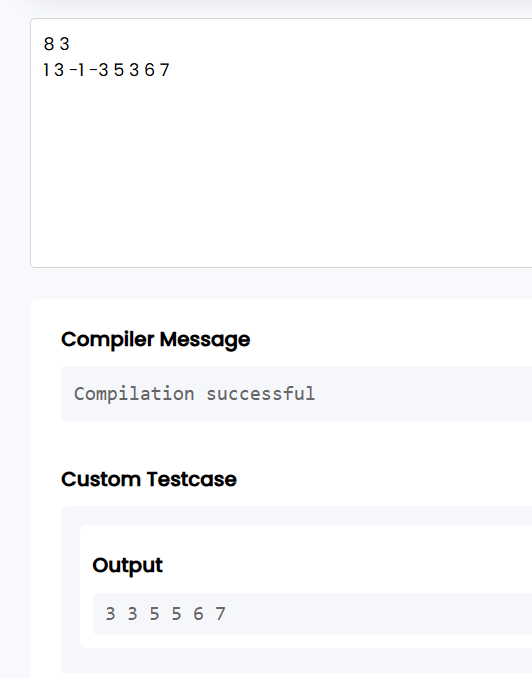 8 3
1 3 -1 -3 5 3 6 7
Compiler Message
Compilation successful
Custom Testcase
Output
3 3 5 5 6 7